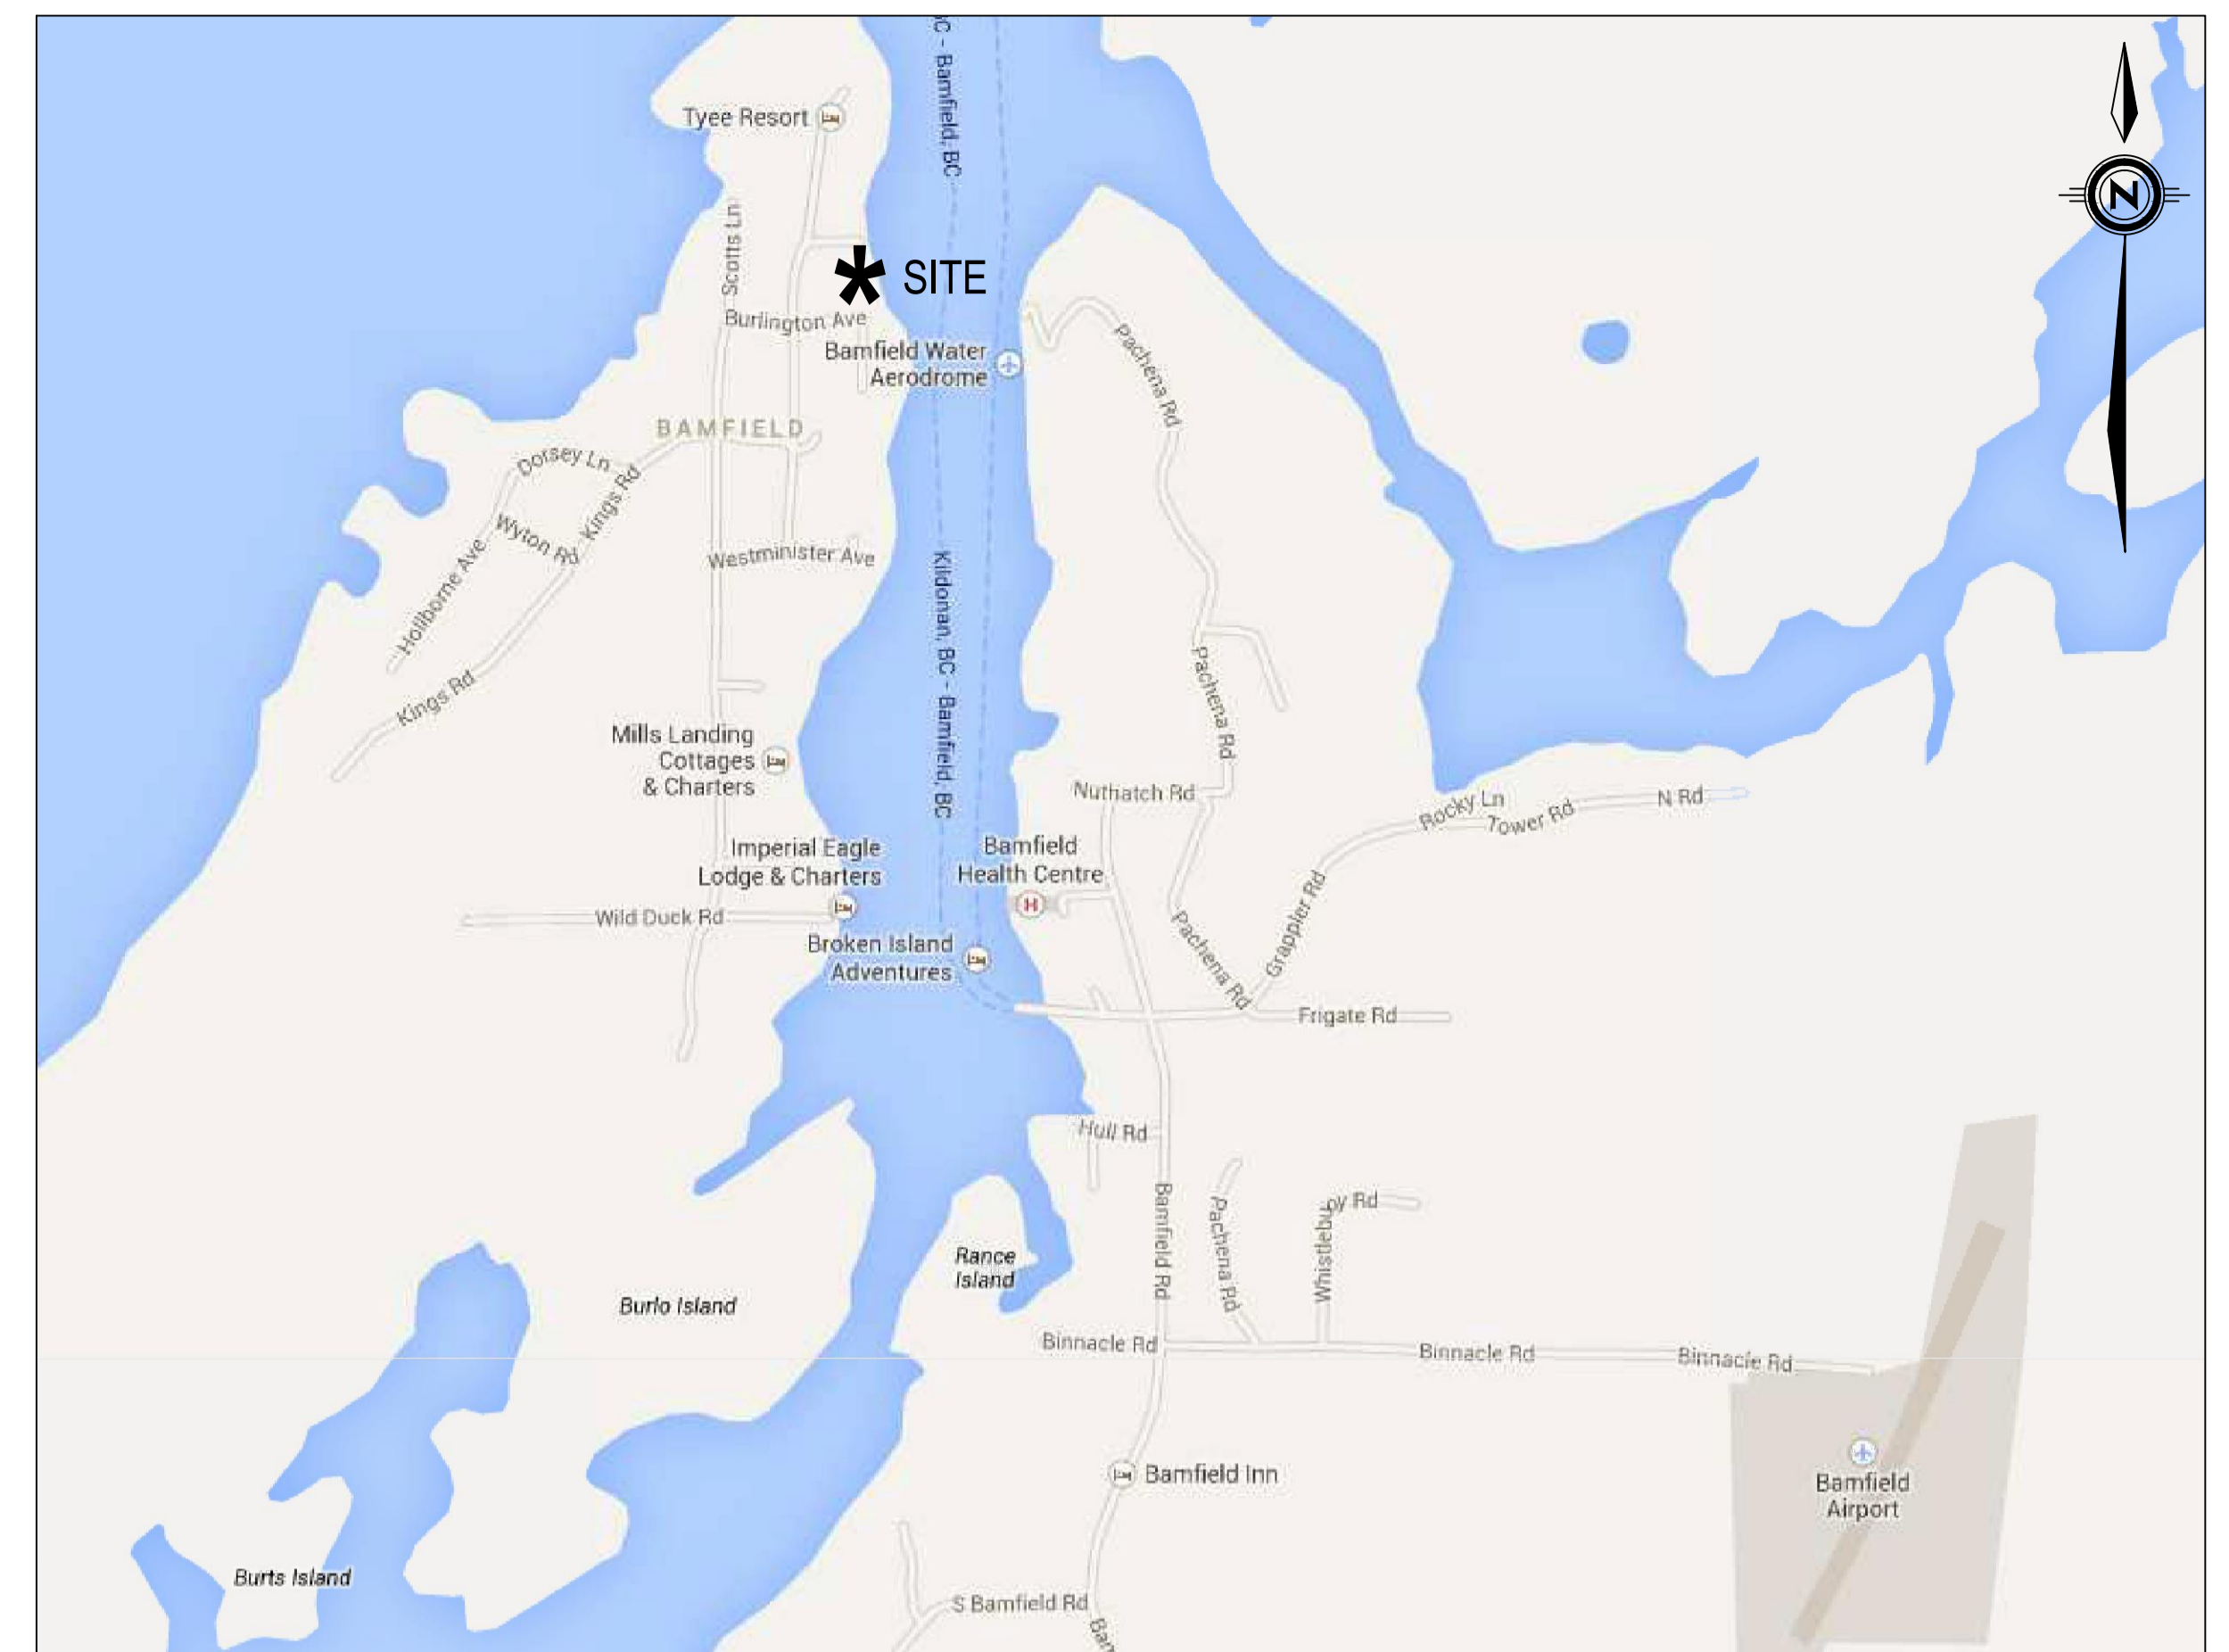 BC - Bamfield, BC
Tyee Resort
N
Scotts Ln
SITE
Burlington Ave
Bamfield Water
Aerodrome
Pachena Rd
BAMFIELD
Dorsey Ln
Kings Rd
Wyton Rd
Hollborne Ave
Westminister Ave
Kildonan, BC - Bamfield, BC
Kings Rd
Pachena Rd
Mills Landing
Cottages
& Charters
Nuthatch Rd
Rocky Ln
Tower Rd
N Rd
Imperial Eagle
Lodge & Charters
Bamfield
Health Centre
H
Grappler Rd
Wild Duck Rd
Broken Island
Adventures
Pachena Rd
Frigate Rd
Hull Rd
Bamfield Rd
Pachena Rd
Whistlebuoy Rd
Rance
Island
Burlo Island
Binnacle Rd
Binnacle Rd
Binnacle Rd
Bamfield Inn
Bamfield
Airport
Burts Island
S Bamfield Rd
Bam